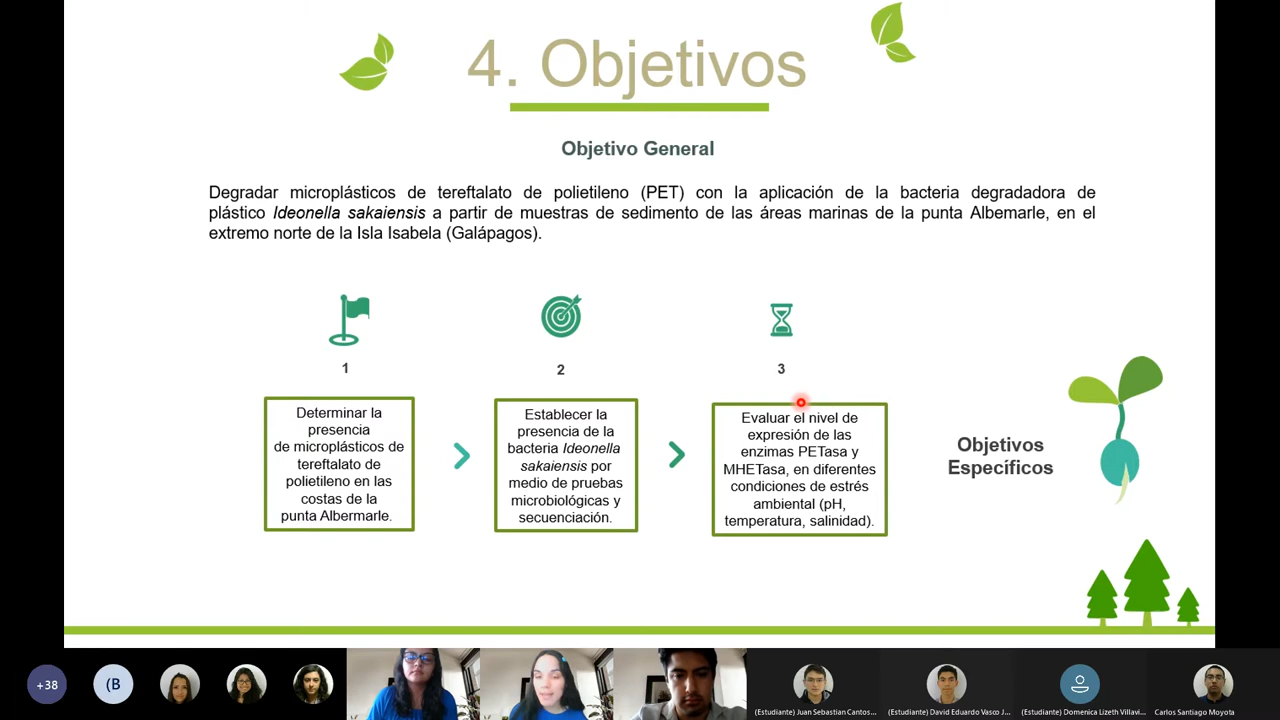 4. Objetivos
Objetivo General
Degradar microplásticos de tereftalato de polietileno (PET) con la aplicación de la bacteria degradadora de
plástico Ideonella sakaiensis a partir de muestras de sedimento de las áreas marinas de la punta Albemarle, en el
extremo norte de la Isla Isabela (Galápagos).
1
Determinar la
presencia
de microplásticos de
tereftalato de
polietileno en las
costas de la
punta Albermarle.
2
Establecer la
presencia de la
bacteria Ideonella
sakaiensis por
medio de pruebas
microbiológicas y
secuenciación.
3
Evaluar el nivel de
expresión de las
enzimas PETasa y
MHETasa, en diferentes
condiciones de estrés
ambiental (pH,
temperatura, salinidad).
Objetivos
Específicos
+38
(B
(Estudiante) Juan Sebastian Cantos...
(Estudiante) David Eduardo Vasco J...
(Estudiante) Domenica Lizeth Villavi...
Carlos Santiago Moyota